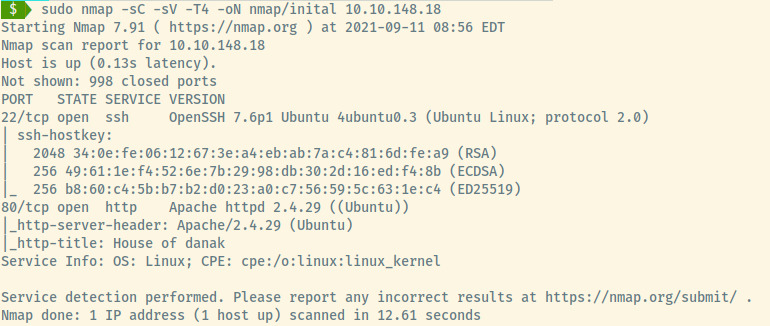 $ sudo nmap -sC -sV -T4 -oN nmap/inital 10.10.148.18
Starting Nmap 7.91 ( https://nmap.org ) at 2021-09-11 08:56 EDT
Nmap scan report for 10.10.148.18
Host is up (0.13s latency).
Not shown: 998 closed ports
PORT   STATE SERVICE VERSION
22/tcp open  ssh     OpenSSH 7.6p1 Ubuntu 4ubuntu0.3 (Ubuntu Linux; protocol 2.0)
| ssh-hostkey:
|   2048 34:0e:fe:06:12:67:3e:a4:eb:ab:7a:c4:81:6d:fe:a9 (RSA)
|   256 49:61:1e:f4:52:6e:7b:29:98:db:30:2d:16:ed:f4:8b (ECDSA)
|_  256 b8:60:c4:5b:b7:b2:d0:23:a0:c7:56:59:5c:63:1e:c4 (ED25519)
80/tcp open  http    Apache httpd 2.4.29 ((Ubuntu))
|_http-server-header: Apache/2.4.29 (Ubuntu)
|_http-title: House of danak
Service Info: OS: Linux; CPE: cpe:/o:linux:linux_kernel
Service detection performed. Please report any incorrect results at https://nmap.org/submit/ .
Nmap done: 1 IP address (1 host up) scanned in 12.61 seconds